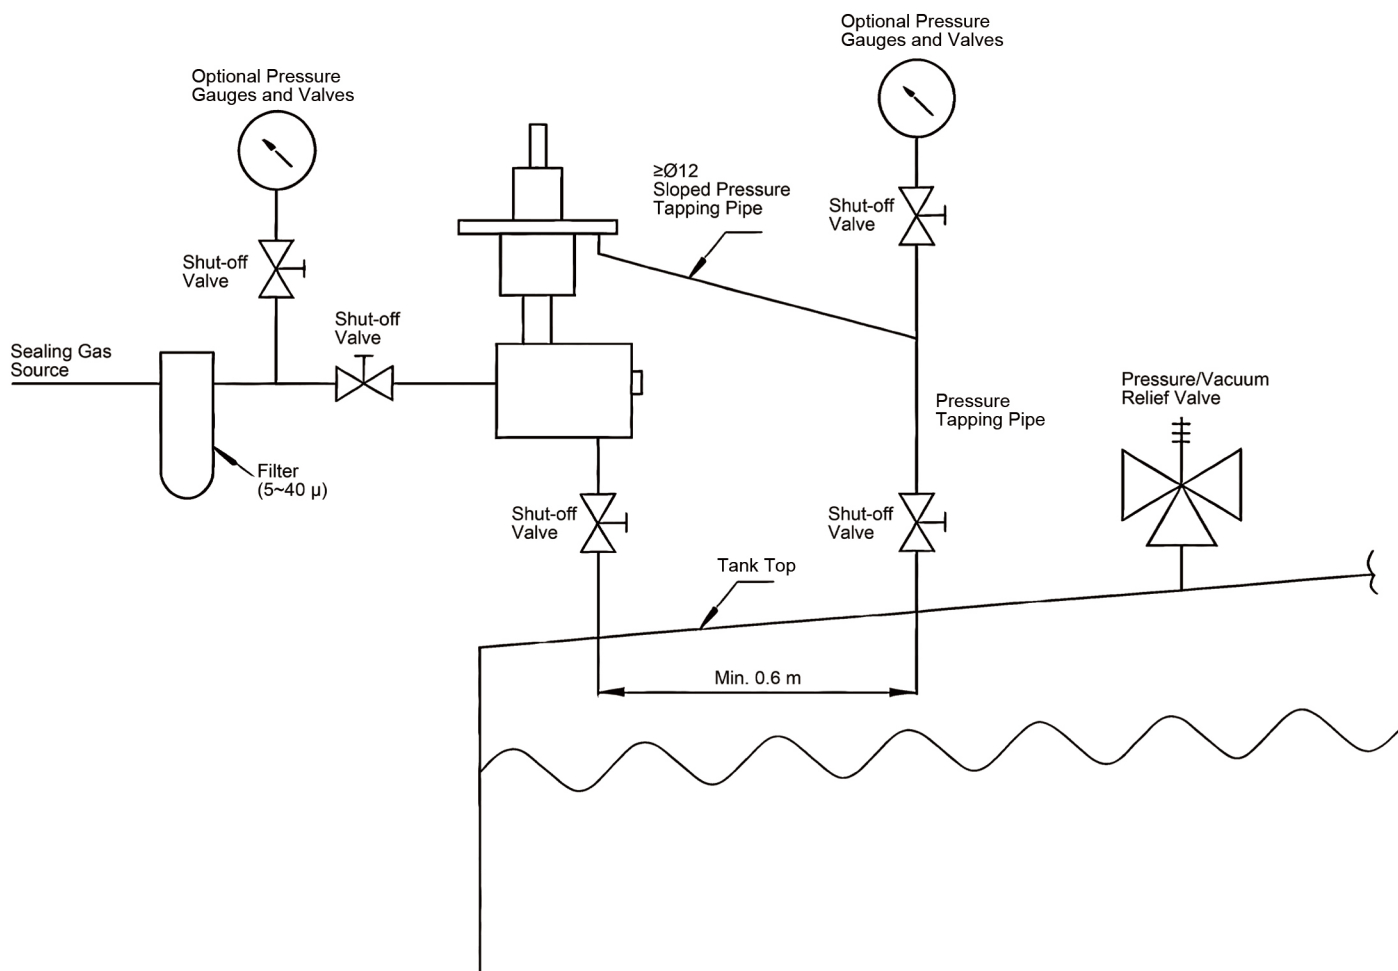 Optional Pressure
Gauges and Valves
Optional Pressure
Gauges and Valves
≥Ø12
Sloped Pressure
Tapping Pipe
Shut-off
Valve
Shut-off
Valve
Shut-off
Valve
Sealing Gas
Source
Pressure/Vacuum
Relief Valve
Pressure
Tapping Pipe
Filter
(5~40 µ)
Shut-off
Valve
Shut-off
Valve
Tank Top
Min. 0.6 m